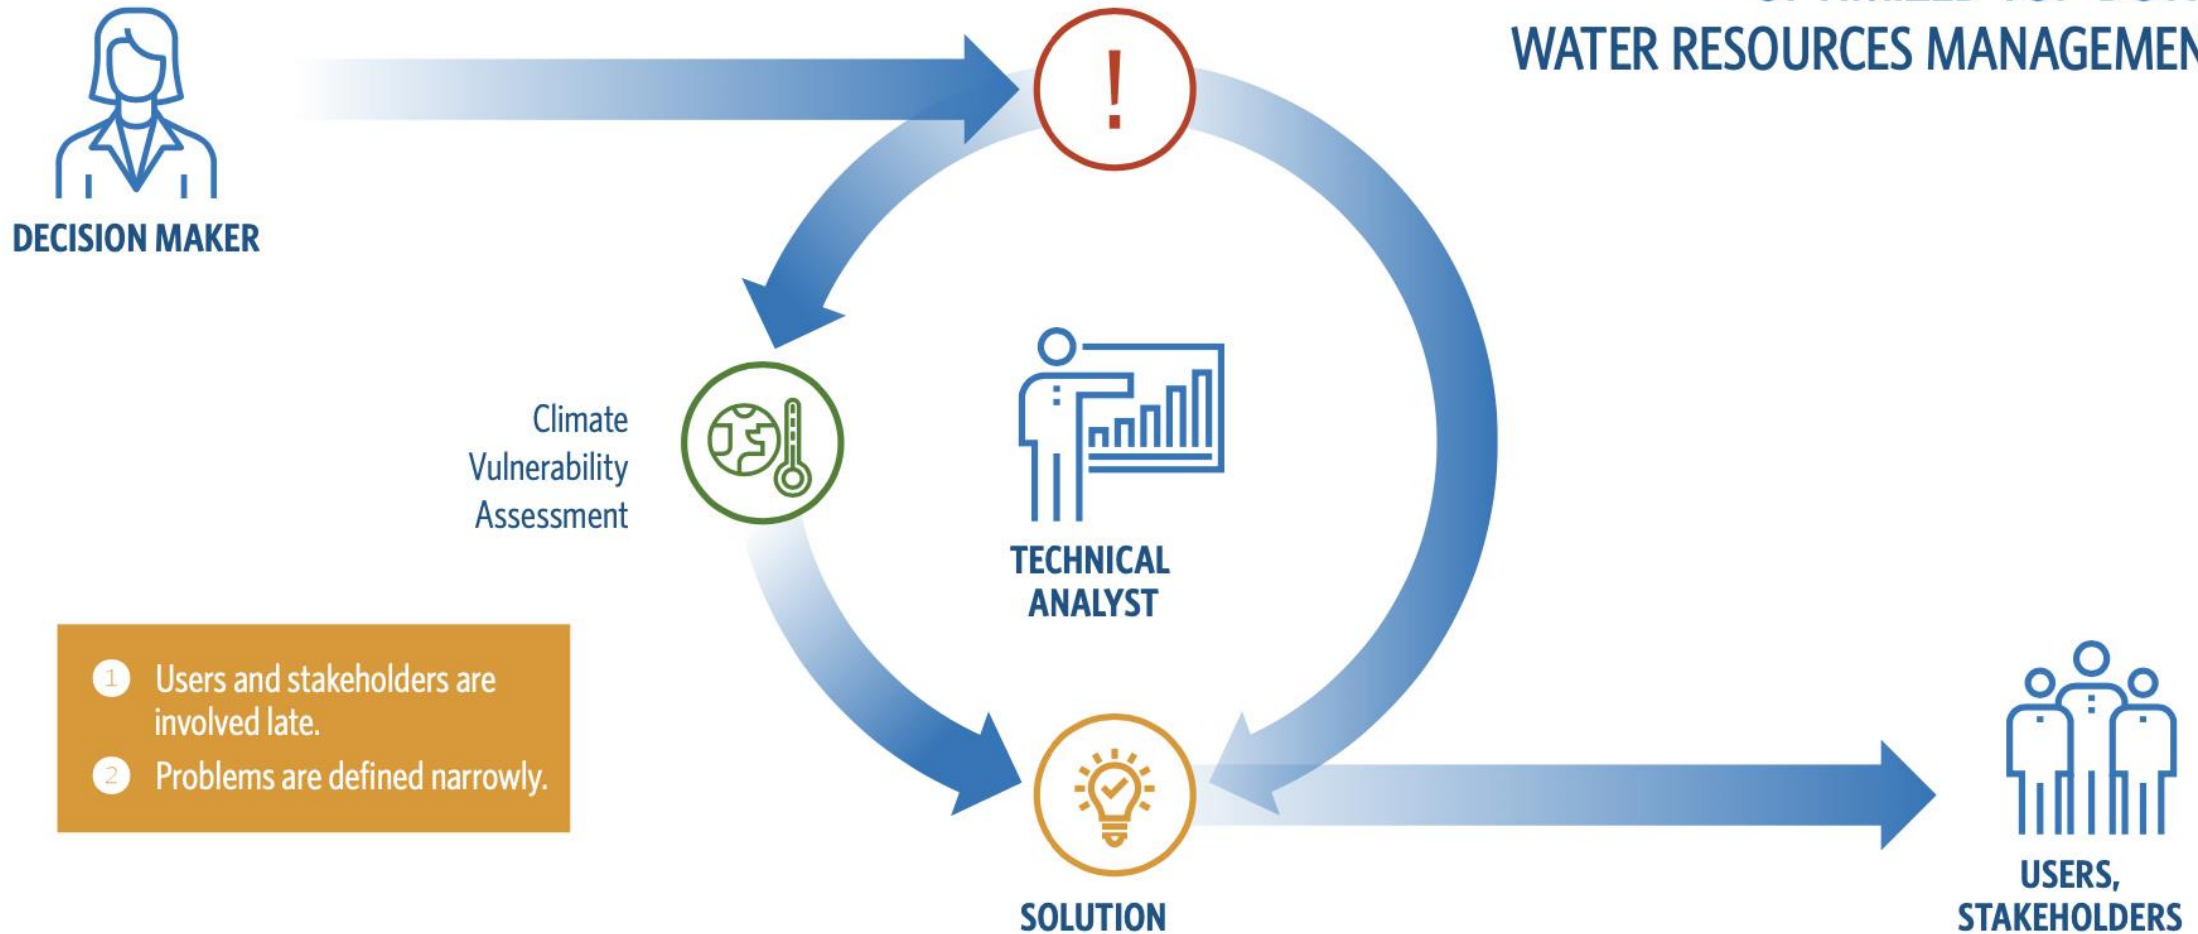 WATER RESOURCES MANAGEMEN
!
DECISION MAKER
Climate
Vulnerability
Assessment
TECHNICAL
ANALYST
1 Users and stakeholders are
involved late.
2 Problems are defined narrowly.
SOLUTION
USERS,
STAKEHOLDERS